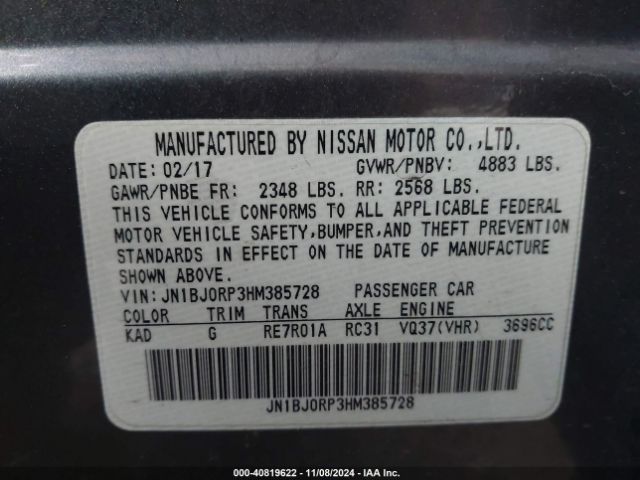 MANUFACTURED BY NISSAN MOTOR CO.,LTD.
DATE: 02/17 GVWR/PNBV: 4883 LBS.
GAWR/PNBE FR: 2348 LBS. RR: 2568 LBS.
THIS VEHICLE CONFORMS TO ALL APPLICABLE FEDERAL
MOTOR VEHICLE SAFETY,BUMPER,AND THEFT PREVENTION
STANDARDS IN EFFECT ON THE DATE OF MANUFACTURE
SHOWN ABOVE.
VIN: JN1BJ0RP3HM385728 PASSENGER CAR
COLOR TRIM TRANS AXLE ENGINE
KAD G RE7R01A RC31 VQ37(VHR) 3696CC
JN1BJ0RP3HM385728
000-40819622 - 11/08/2024 - IAA Inc.